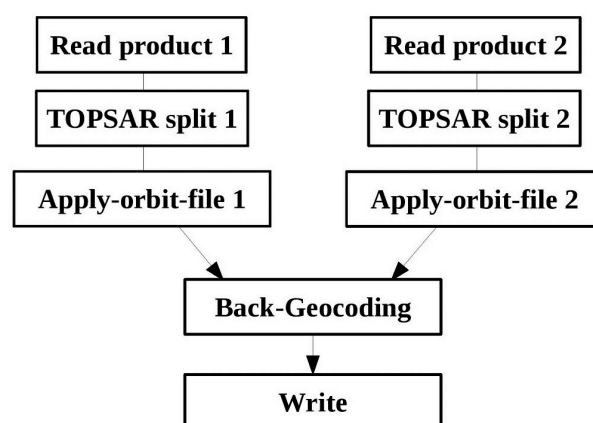 Read product 1
Read product 2
TOPSAR split 1
TOPSAR split 2
Apply-orbit-file 1
Apply-orbit-file 2
Back-Geocoding
Write